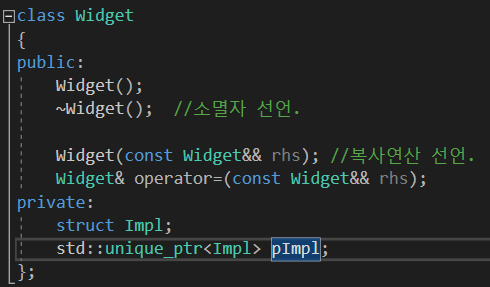 class Widget
{
public:
    Widget();
    ~Widget();  //소멸자 선언.
    Widget(const Widget&& rhs); //복사연산 선언.
    Widget& operator=(const Widget&& rhs);
private:
    struct Impl;
    std::unique_ptr<Impl> pImpl;
};